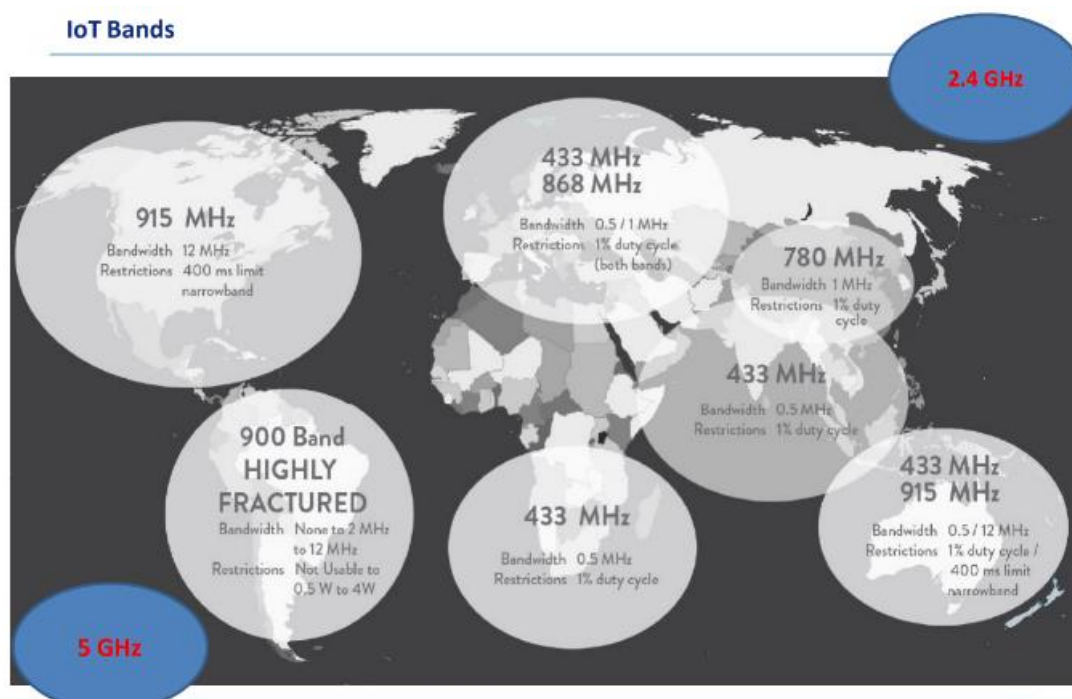 IoT Bands
2.4 GHz
915 MHz
Bandwidth 12 MHz
Restrictions 400 ms limit
narrowband
433 MHz
868 MHz
Bandwidth 0.5 / 1 MHz
Restrictions 1% duty cycle
(both bands)
780 MHz
Bandwidth 1 MHz
Restrictions 1% duty
cycle
433 MHz
Bandwidth 0.5 MHz
Restrictions 1% duty cycle
900 Band
HIGHLY
FRACTURED
Bandwidth None to 2 MHz
to 12 MHz
Restrictions Not Usable to
0.5 W to 4W
433 MHz
Bandwidth 0.5 MHz
Restrictions 1% duty cycle
433 MHz
915 MHz
Bandwidth 0.5 / 12 MHz
Restrictions 1% duty cycle /
400 ms limit
narrowband
5 GHz